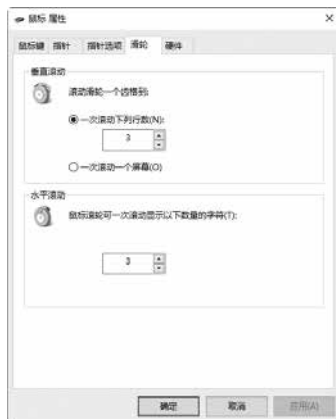 鼠标 属性
鼠标键 指针 指针选项 滑轮 硬件
垂直滚动
滚动滑轮一个齿格到:
一次滚动下列行数(N):
3
一次滚动一个屏幕(O)
水平滚动
鼠标滚轮可一次滚动显示以下数量的字符(T):
3
确定 取消 应用(A)